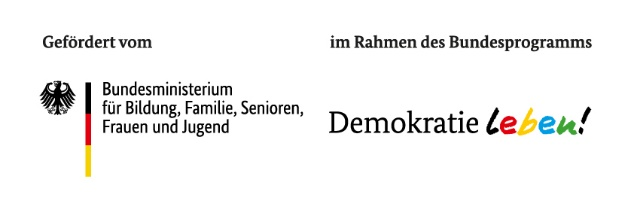 Gefördert vom
im Rahmen des Bundesprogramms
Bundesministerium
für Bildung, Familie, Senioren,
Frauen und Jugend
Demokratie Leben!